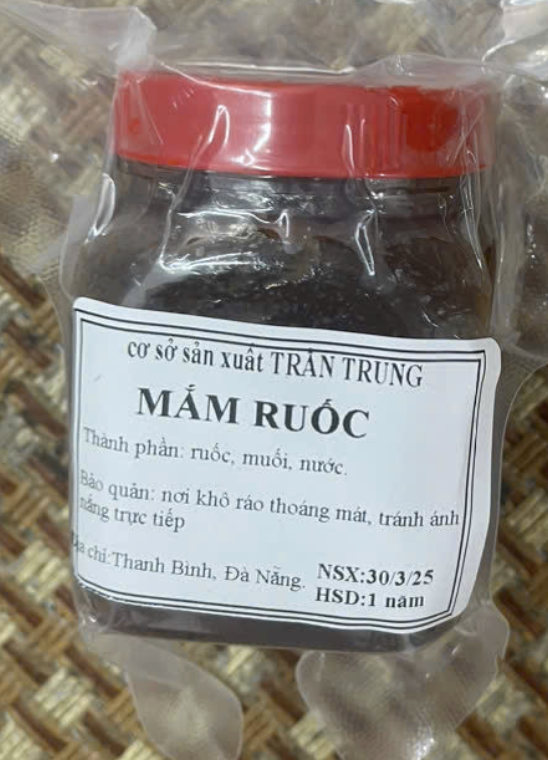 cơ sở sản xuất TRẦN TRUNG
MẮM RUỐC
Thành phần: ruốc, muối, nước.
Bảo quản: nơi khô ráo thoáng mát, tránh ánh
nắng trực tiếp
Địa chỉ:Thanh Bình, Đà Nẵng.
NSX:30/3/25
HSD:1 năm